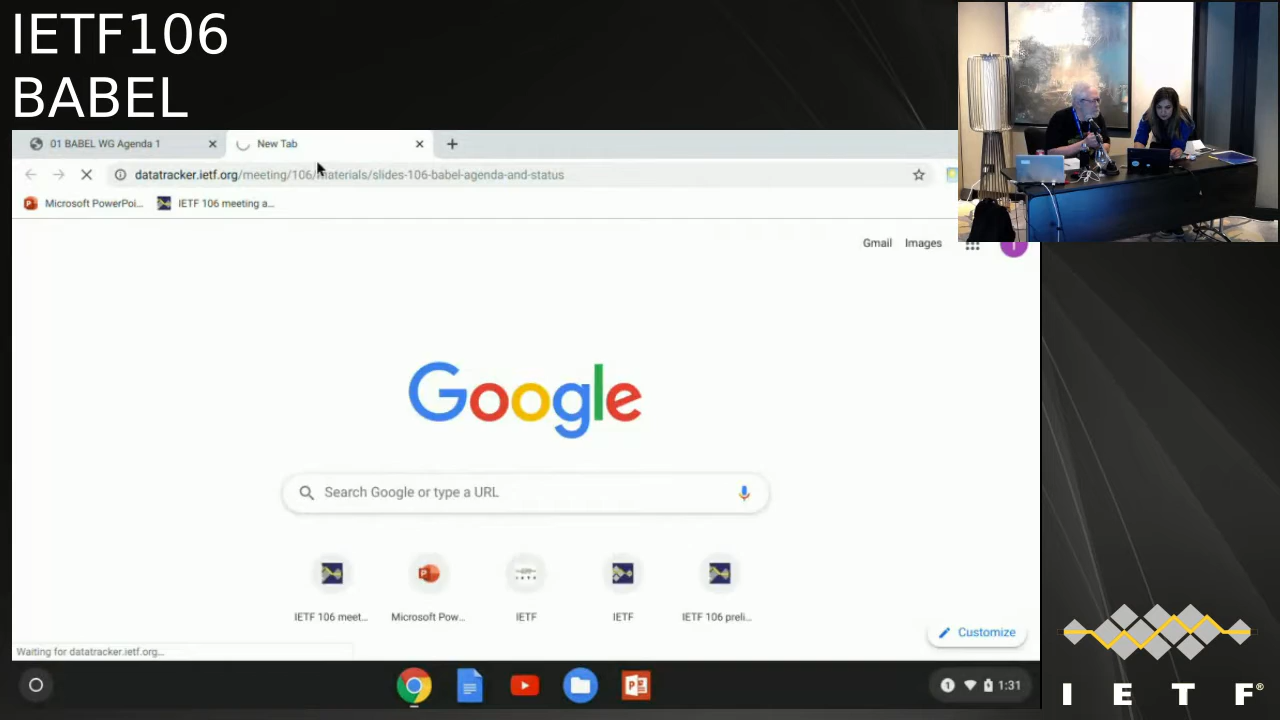 IETF106
BABEL
01 BABEL WG Agenda 1
New Tab
datatracker.ietf.org/meeting/106/materials/slides-106-babel-agenda-and-status
Microsoft PowerPoi...
IETF 106 meeting a...
Gmail
Images
Google
Search Google or type a URL
IETF 106 meet...
Microsoft Pow...
IETF
IETF
IETF 106 preli...
Customize
Waiting for datatracker.ietf.org...
1:31
I E T F®